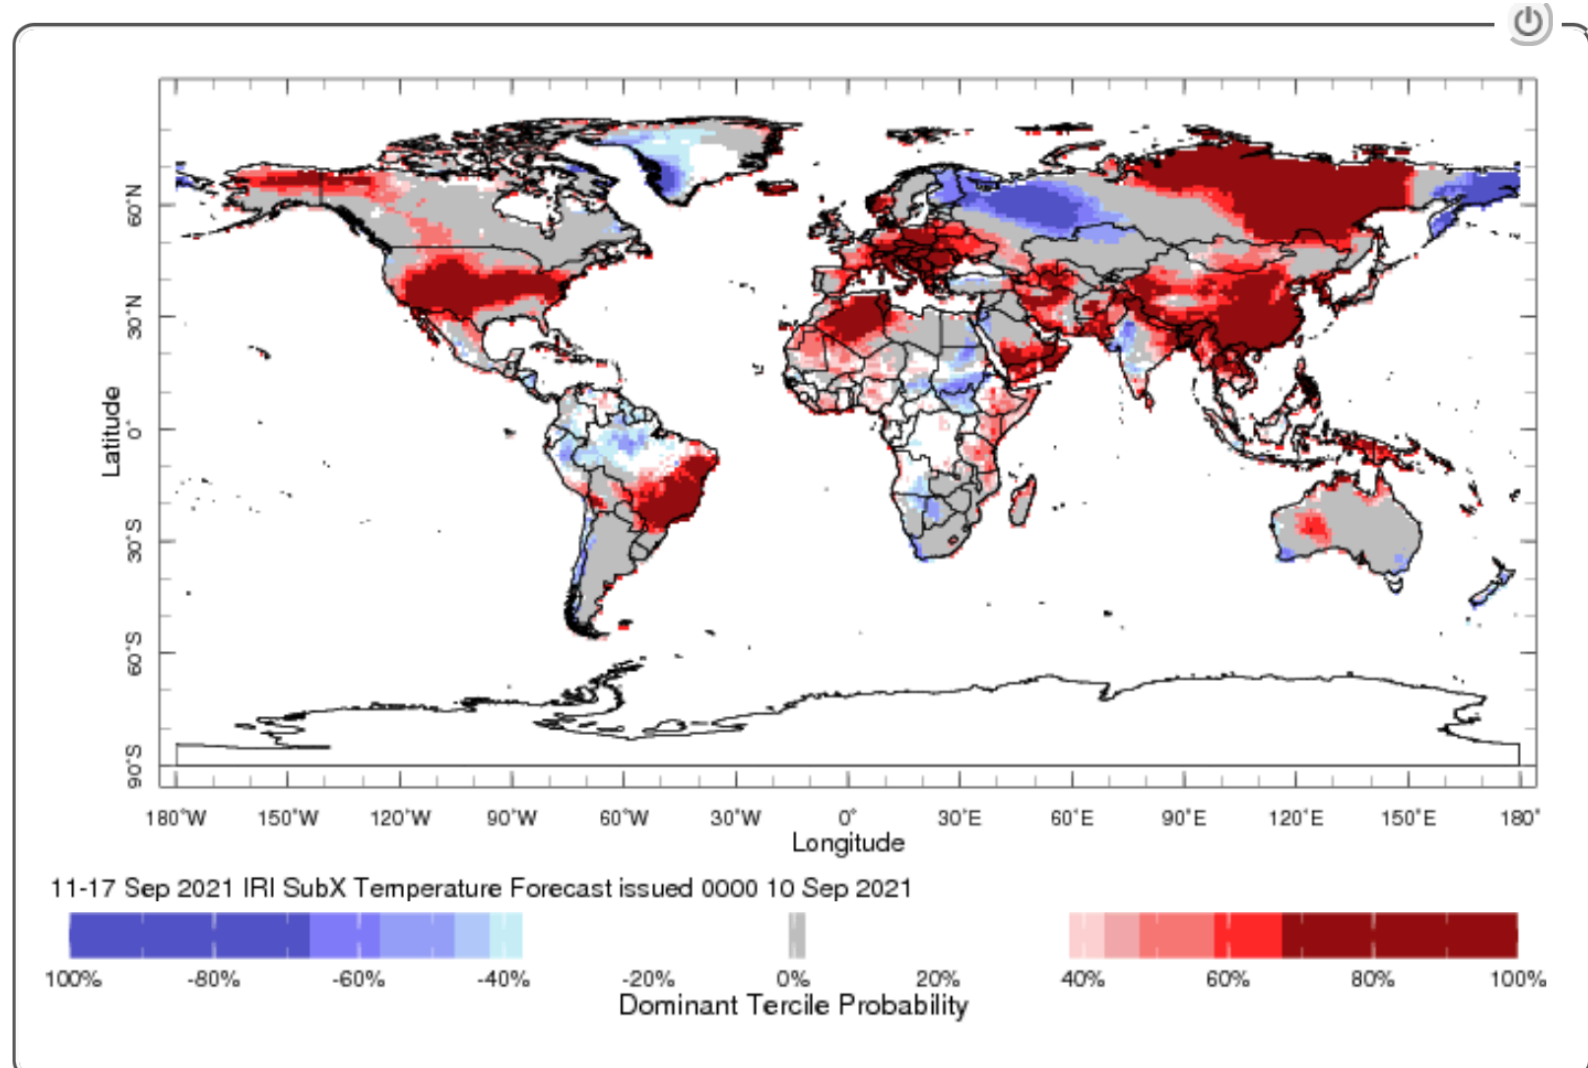 60°N
30°N
0°
30°S
60°S
90°S
Latitude
180°W 150°W 120°W 90°W 60°W 30°W 0° 30°E 60°E 90°E 120°E 150°E 180°
Longitude
11-17 Sep 2021 IRI SubX Temperature Forecast issued 0000 10 Sep 2021
100% -80% -60% -40% -20% 0% 20% 40% 60% 80% 100%
Dominant Tercile Probability